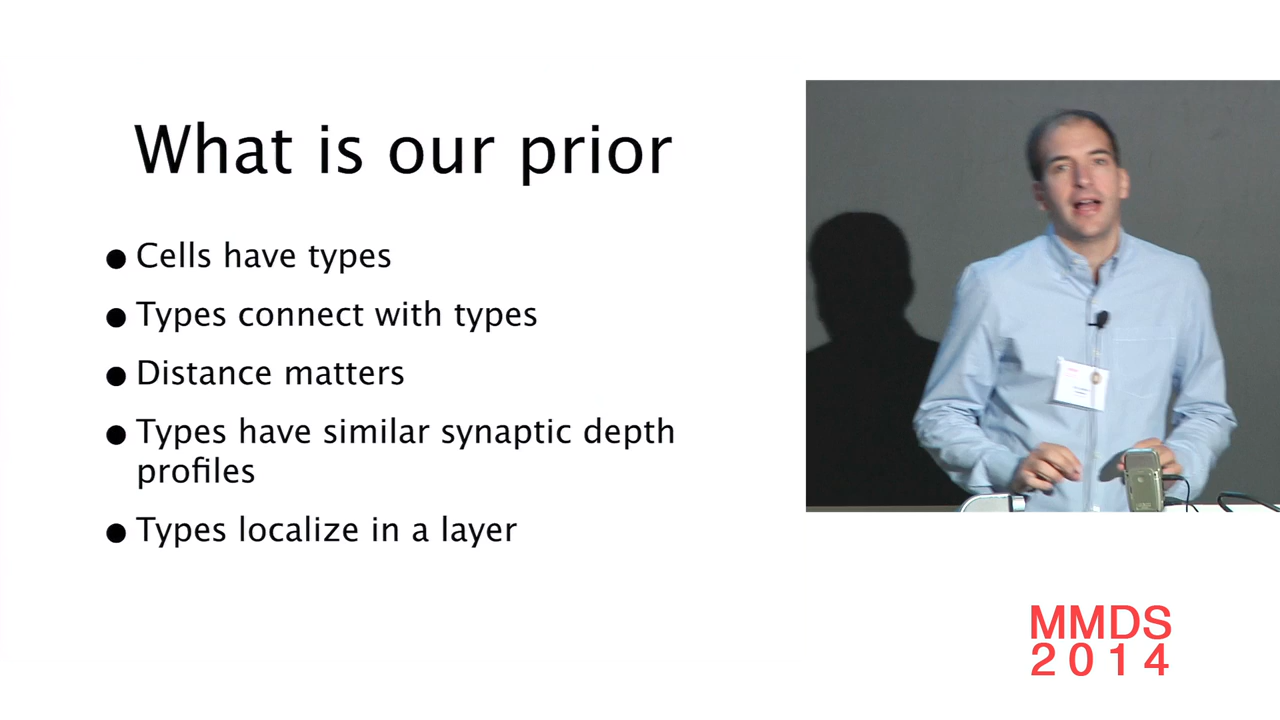 What is our prior
● Cells have types
● Types connect with types
● Distance matters
● Types have similar synaptic depth
profiles
● Types localize in a layer
MMDS
2014